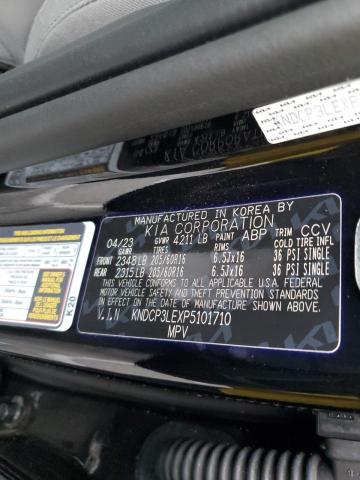 KNDCP3LEXP
MANUFACTURED IN KOREA BY
KIA CORPORATION
04/23 GVWR 4211 LB PAINT ABP TRIM CCV
GAWR TIRES RIMS COLD TIRE INFL
FRONT 2348LB 205/60R16 6.5JX16 36 PSI SINGLE
REAR 2315LB 205/60R16 6.5JX16 36 PSI SINGLE
THIS VEHICLE CONFORMS TO ALL APPLICABLE U.S.A. FEDERAL
MOTOR VEHICLE SAFETY, BUMPER, AND THEFT PREVENTION
STANDARDS IN EFFECT ON THE DATE OF MANUFACTURE SHOWN ABOVE.
V.I.N KNDCP3LEXP5101710
MPV
K30